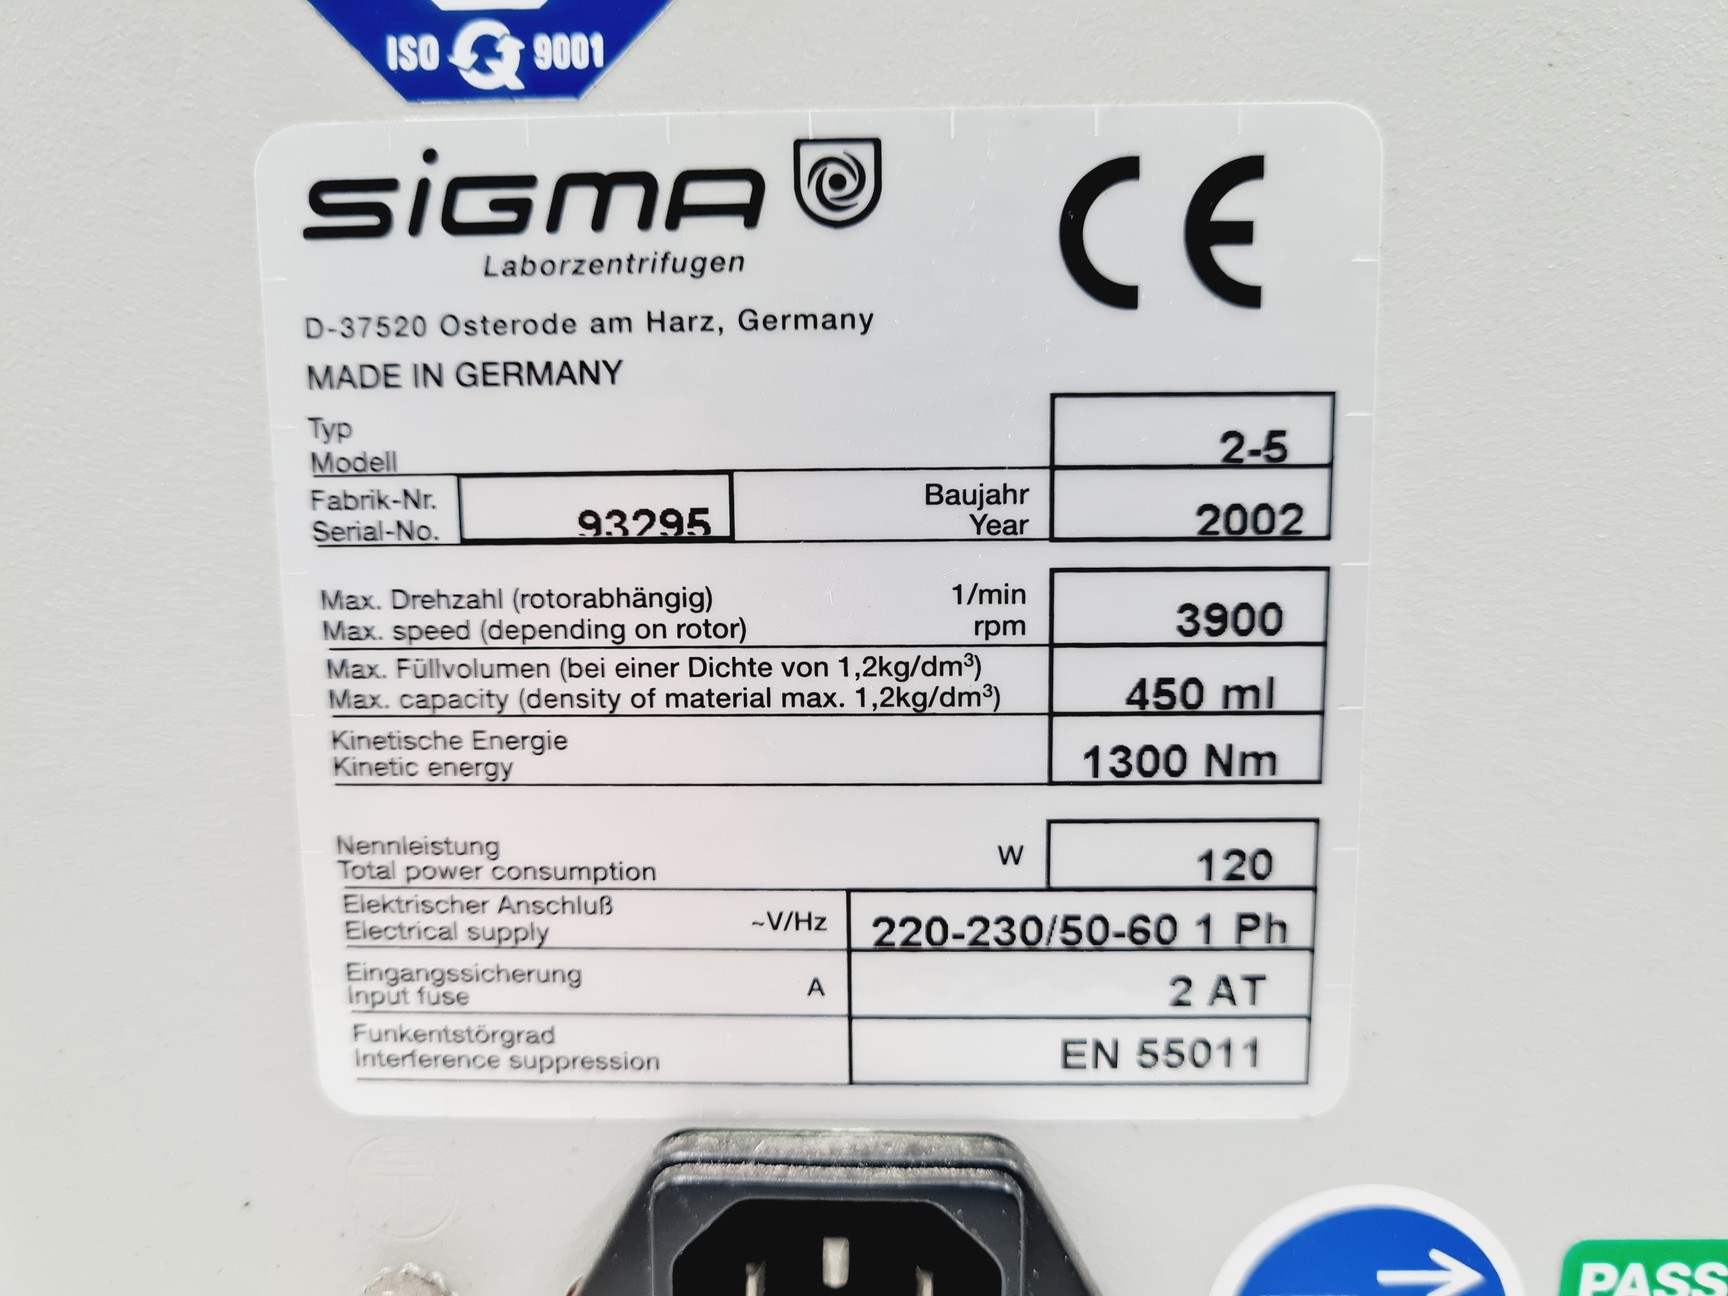 ISO 9001
SIGMA
Laborzentrifugen
CE
D-37520 Osterode am Harz, Germany
MADE IN GERMANY
Typ
Modell
2-5
Fabrik-Nr.
Serial-No.
93295
Baujahr
Year
2002
Max. Drehzahl (rotorabhängig) 1/min
Max. speed (depending on rotor) rpm
3900
Max. Füllvolumen (bei einer Dichte von 1,2kg/dm³)
Max. capacity (density of material max. 1,2kg/dm³)
450 ml
Kinetische Energie
Kinetic energy
1300 Nm
Nennleistung
Total power consumption
W
120
Elektrischer Anschluß
Electrical supply
~V/Hz
220-230/50-60 1 Ph
Eingangssicherung
Input fuse
A
2 AT
Funkentstörgrad
Interference suppression
EN 55011
PASS